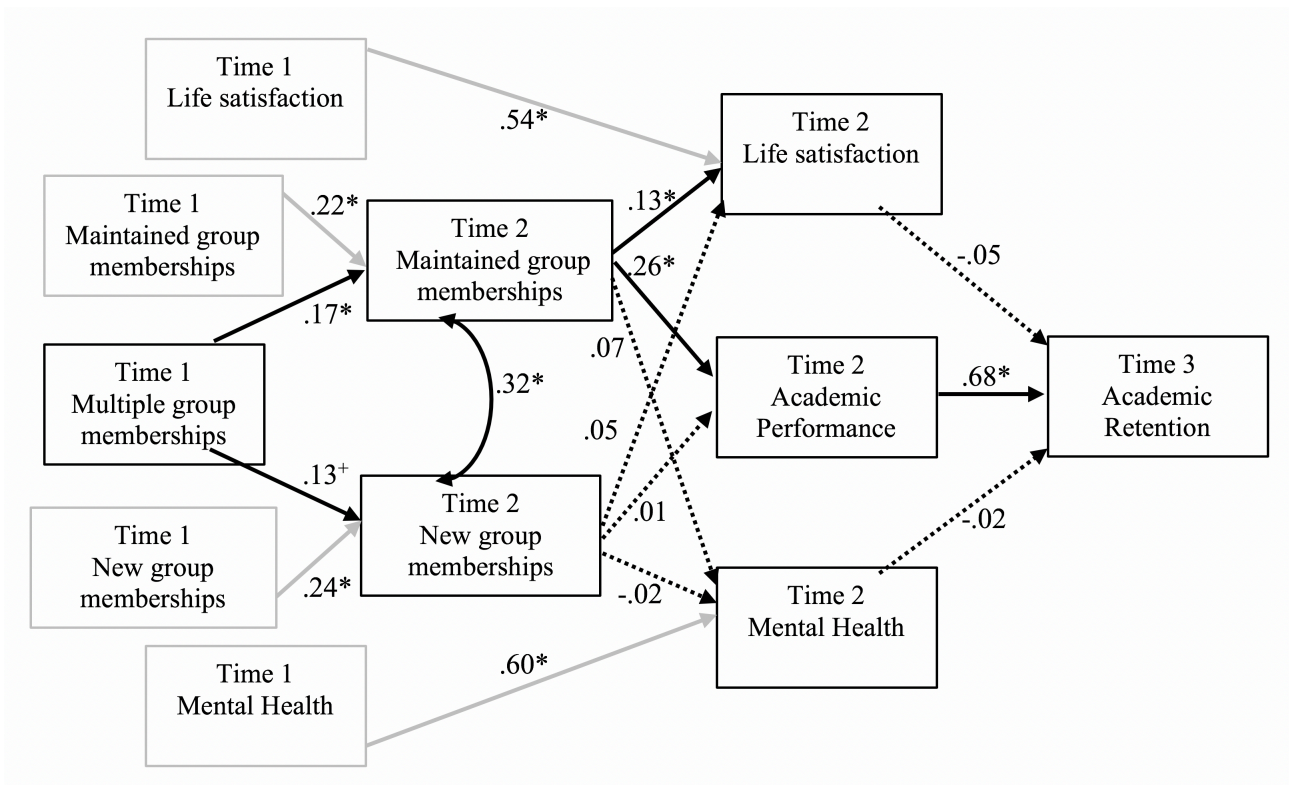 Time 1
Life satisfaction
.54*
Time 2
Life satisfaction
Time 1
Maintained group
memberships
.22*
Time 2
Maintained group
memberships
.13*
.26*
-.05
.17*
.07
Time 1
Multiple group
memberships
.32*
Time 2
Academic
Performance
.68*
Time 3
Academic
Retention
.05
.13+
Time 2
New group
memberships
.01
-.02
Time 1
New group
memberships
.24*
-.02
Time 2
Mental Health
Time 1
Mental Health
.60*